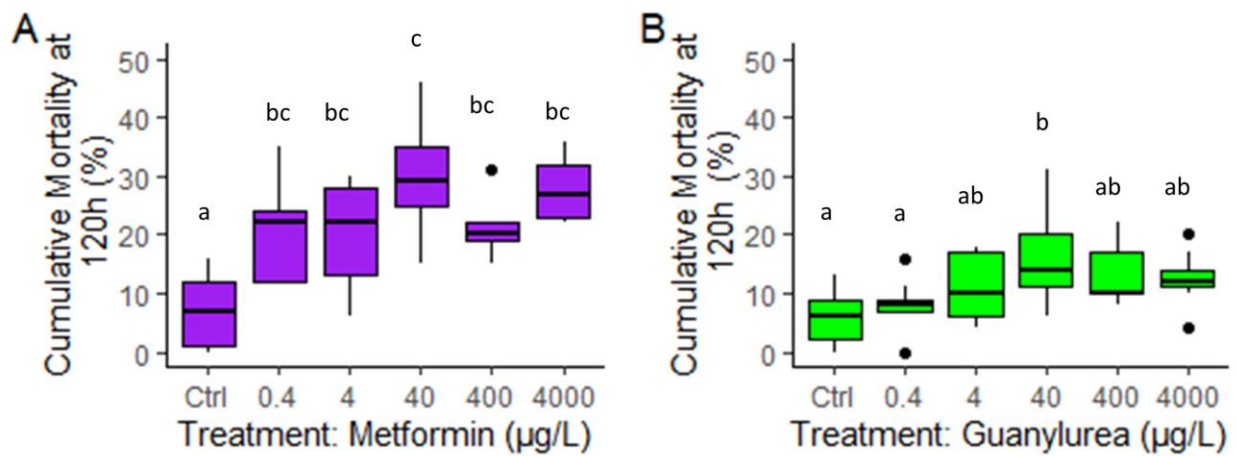 A
Cumulative Mortality at
120h (%)
50
40
30
20
10
0
a
bc
bc
c
bc
bc
Ctrl 0.4 4 40 400 4000
Treatment: Metformin (µg/L)
B
Cumulative Mortality at
120h (%)
50
40
30
20
10
0
a
a
ab
b
ab
ab
Ctrl 0.4 4 40 400 4000
Treatment: Guanylurea (µg/L)